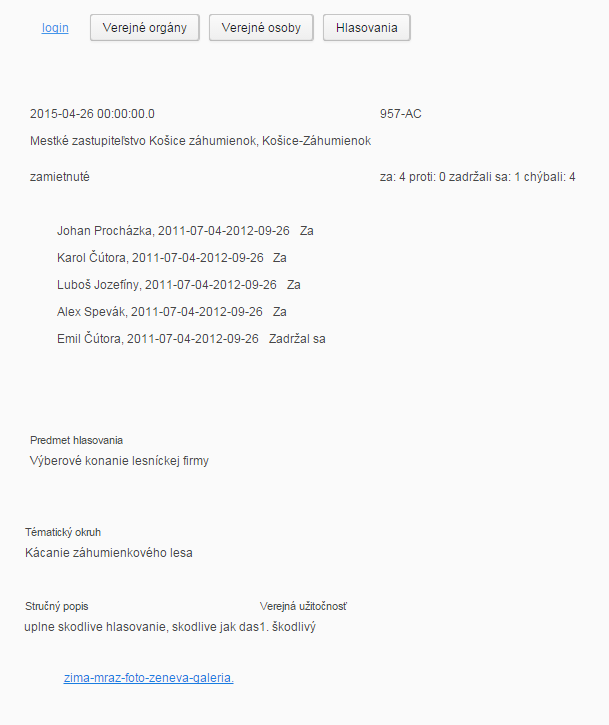 login Verejné orgány Verejné osoby Hlasovania
2015-04-26 00:00:00.0 957-AC
Mestké zastupiteľstvo Košice záhumienok, Košice-Záhumienok
zamietnuté za: 4 proti: 0 zadržali sa: 1 chýbali: 4
Johan Procházka, 2011-07-04-2012-09-26 Za
Karol Čútora, 2011-07-04-2012-09-26 Za
Luboš Jozefíny, 2011-07-04-2012-09-26 Za
Alex Spevák, 2011-07-04-2012-09-26 Za
Emil Čútora, 2011-07-04-2012-09-26 Zadržal sa
Predmet hlasovania
Výberové konanie lesníckej firmy
Tématický okruh
Kácanie záhumienkového lesa
Stručný popis Verejná užitočnosť
uplne skodlive hlasovanie, skodlive jak das1. škodlivý
zima-mraz-foto-zeneva-galeria.